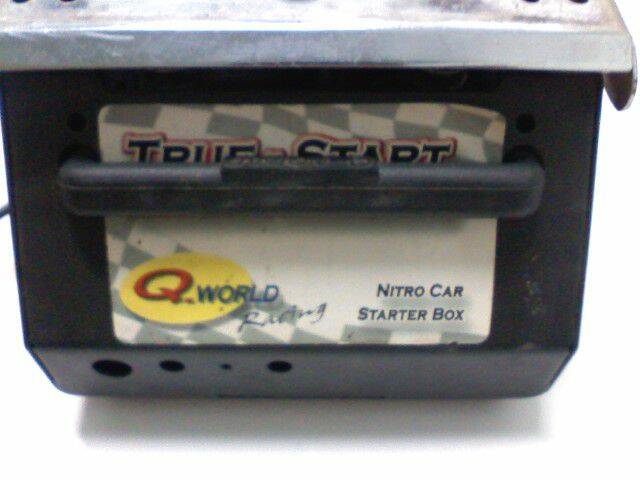 TRUE-START
Q WORLD
Racing
NITRO CAR
STARTER BOX